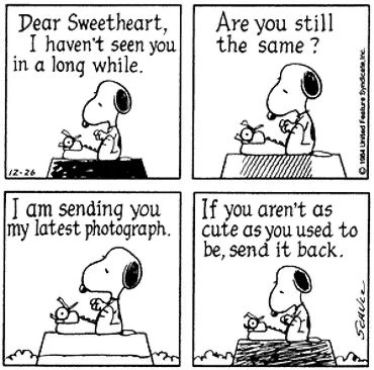 Dear Sweetheart,
I haven't seen you
in a long while.
12-26
Are you still
the same?
© 1984 United Feature Syndicate, Inc.
I am sending you
my latest photograph.
If you aren't as
cute as you used to
be, send it back.
SCHULZ